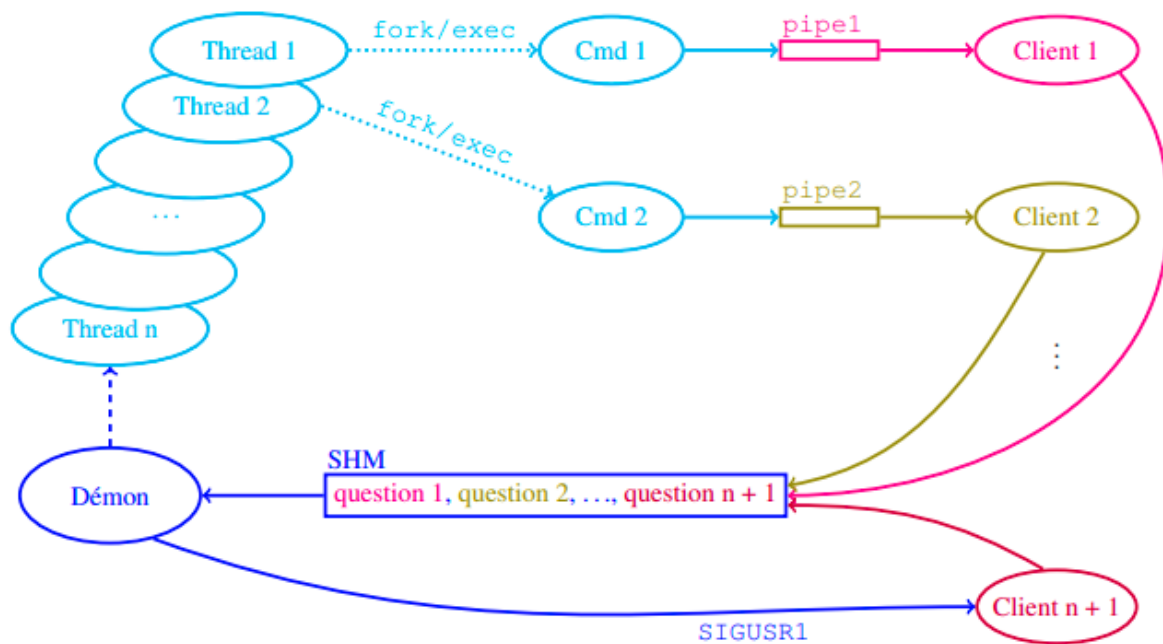 Thread 1
fork/exec
Cmd 1
pipe1
Client 1
Thread 2
fork/exec
Cmd 2
pipe2
Client 2
...
Thread n
⋮
Démon
SHM
question 1, question 2, ..., question n + 1
Client n + 1
SIGUSR1